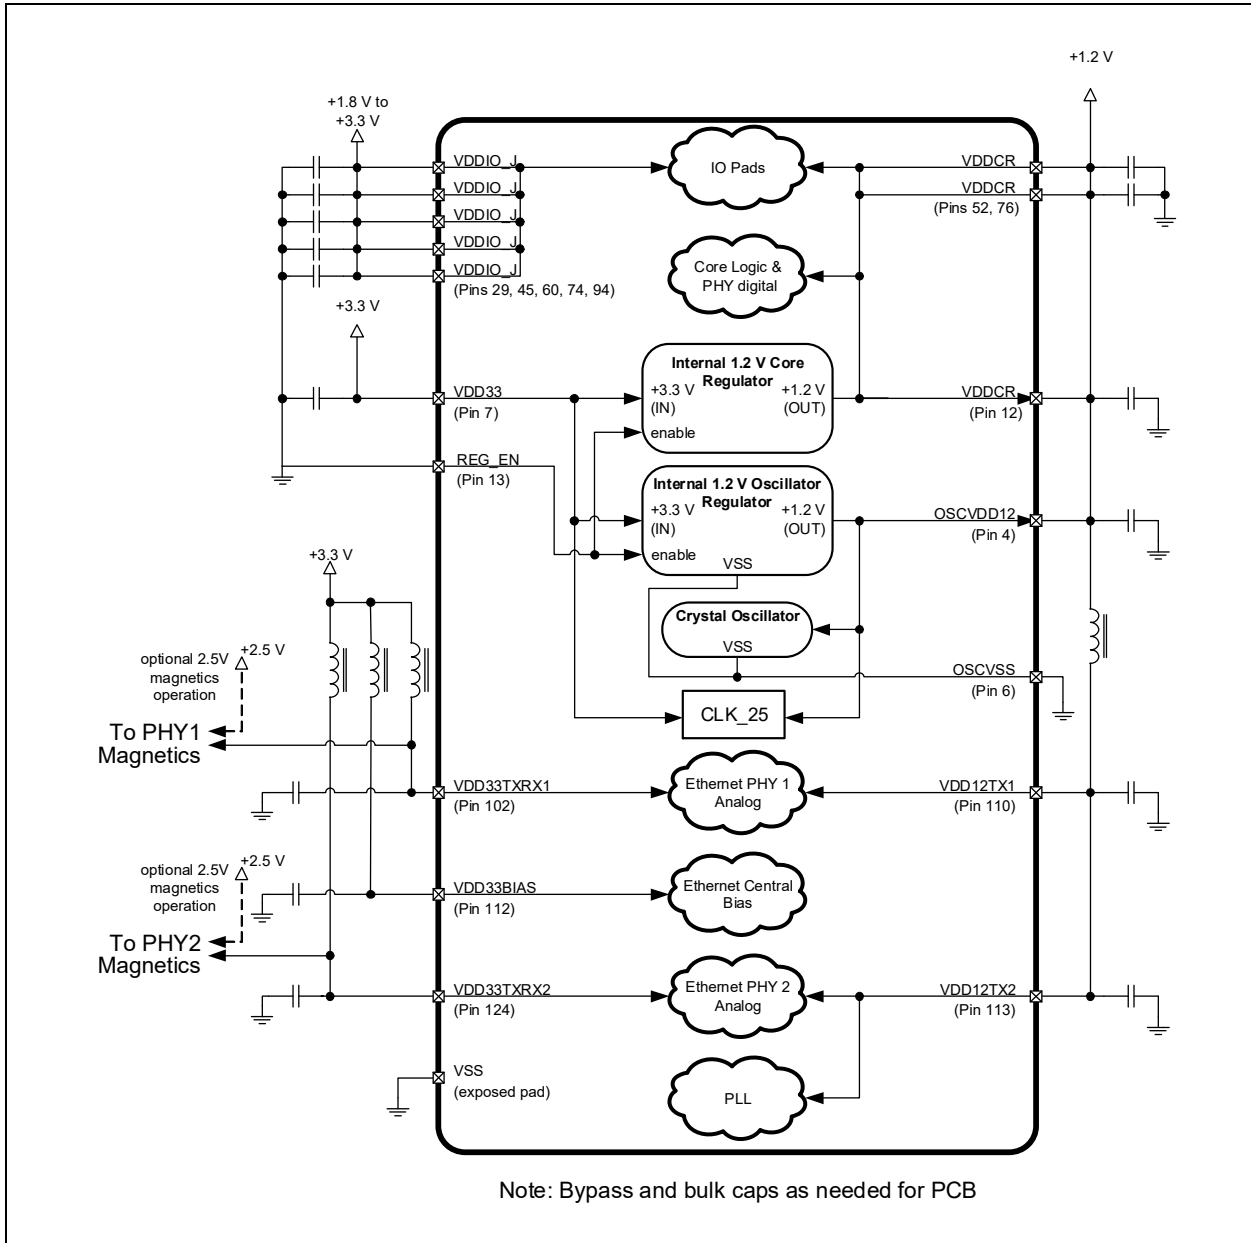 +1.2 V
+1.8 V to
+3.3 V
VDDIO_J
VDDIO_J
VDDIO_J
VDDIO_J
VDDIO_J
(Pins 29, 45, 60, 74, 94)
IO Pads
VDDCR
VDDCR
(Pins 52, 76)
Core Logic &
PHY digital
+3.3 V
VDD33
(Pin 7)
Internal 1.2 V Core
Regulator
+3.3 V
(IN)
+1.2 V
(OUT)
enable
VDDCR
(Pin 12)
REG_EN
(Pin 13)
Internal 1.2 V Oscillator
Regulator
+3.3 V
(IN)
+1.2 V
(OUT)
enable
VSS
OSCVDD12
(Pin 4)
Crystal Oscillator
VSS
OSCVSS
(Pin 6)
CLK_25
+3.3 V
optional 2.5V
magnetics
operation
+2.5 V
To PHY1
Magnetics
VDD33TXRX1
(Pin 102)
Ethernet PHY 1
Analog
VDD12TX1
(Pin 110)
optional 2.5V
magnetics
operation
+2.5 V
To PHY2
Magnetics
VDD33BIAS
(Pin 112)
Ethernet Central
Bias
VDD33TXRX2
(Pin 124)
Ethernet PHY 2
Analog
VDD12TX2
(Pin 113)
VSS
(exposed pad)
PLL
Note: Bypass and bulk caps as needed for PCB